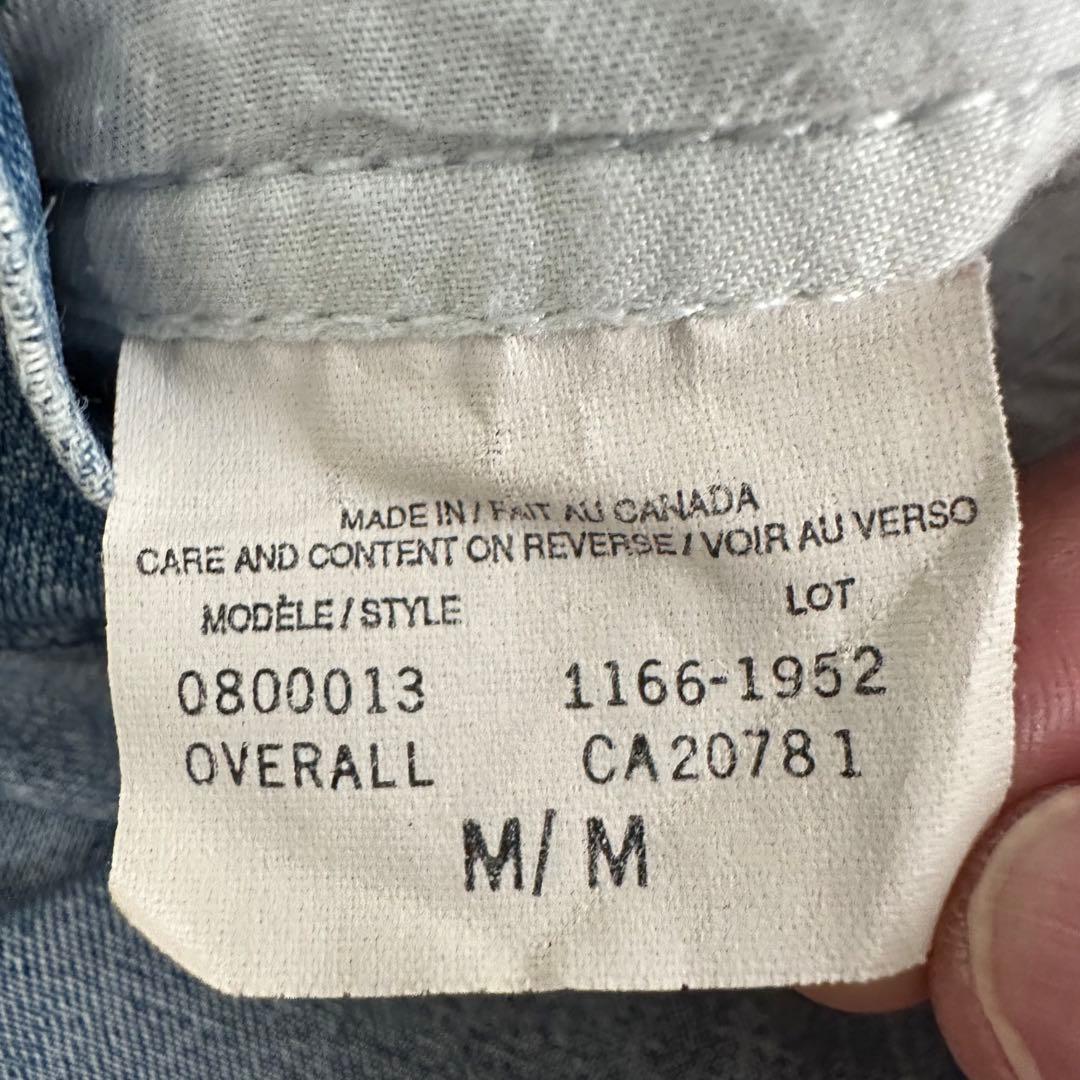 MADE IN / FAIT AU CANADA
CARE AND CONTENT ON REVERSE / VOIR AU VERSO
MODÈLE / STYLE LOT
0800013 1166-1952
OVERALL CA20781
M/ M